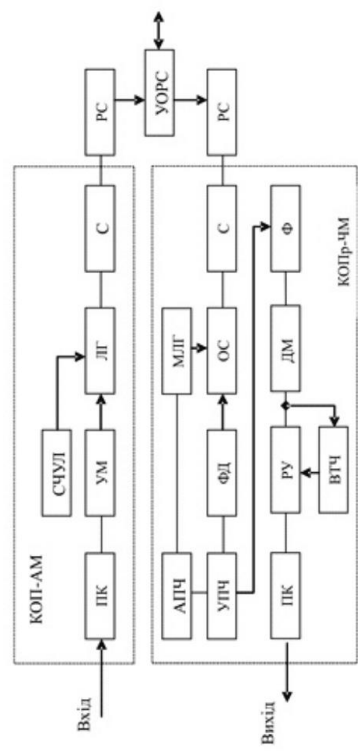 КОП-АМ
СЧУЛ
Вхід
ПК
УМ
ЛГ
С
РС
УОРС
АПЧ
МЛГ
УПЧ
ФД
ОС
С
РС
Вихід
ПК
РУ
ДМ
Ф
ВТЧ
КОПр-ЧМ